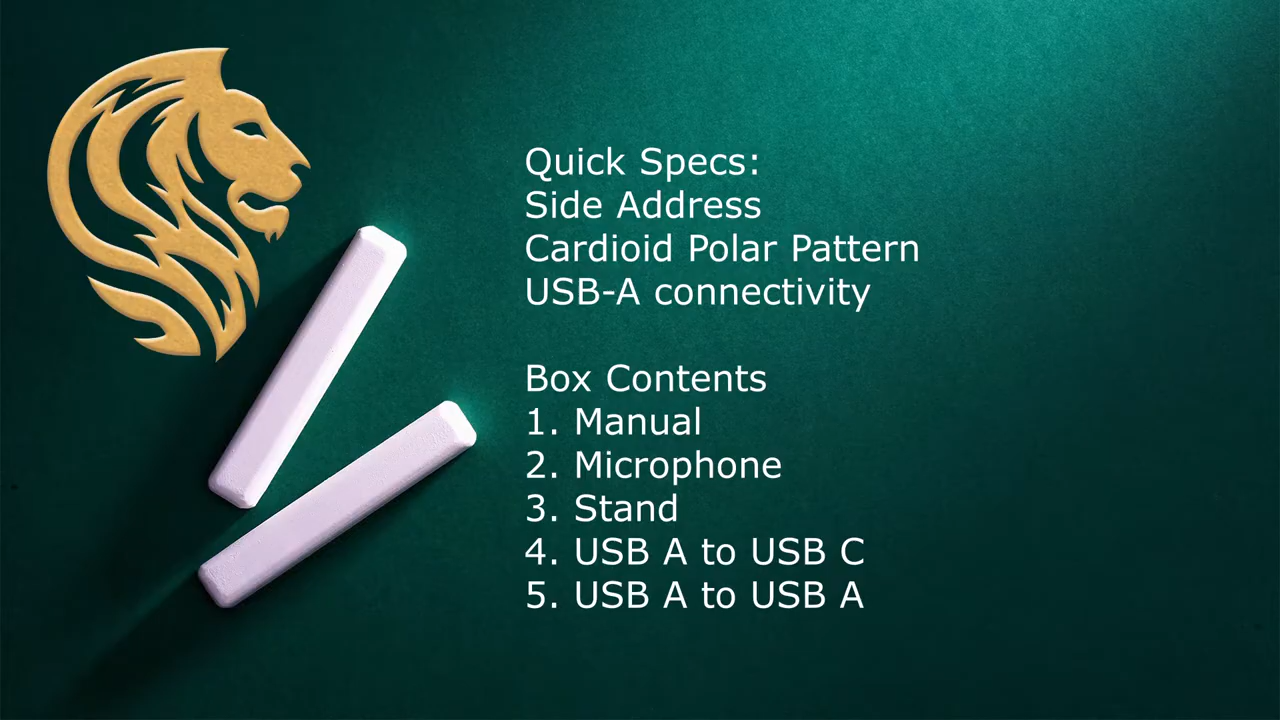 Quick Specs:
Side Address
Cardioid Polar Pattern
USB-A connectivity
Box Contents
1. Manual
2. Microphone
3. Stand
4. USB A to USB C
5. USB A to USB A